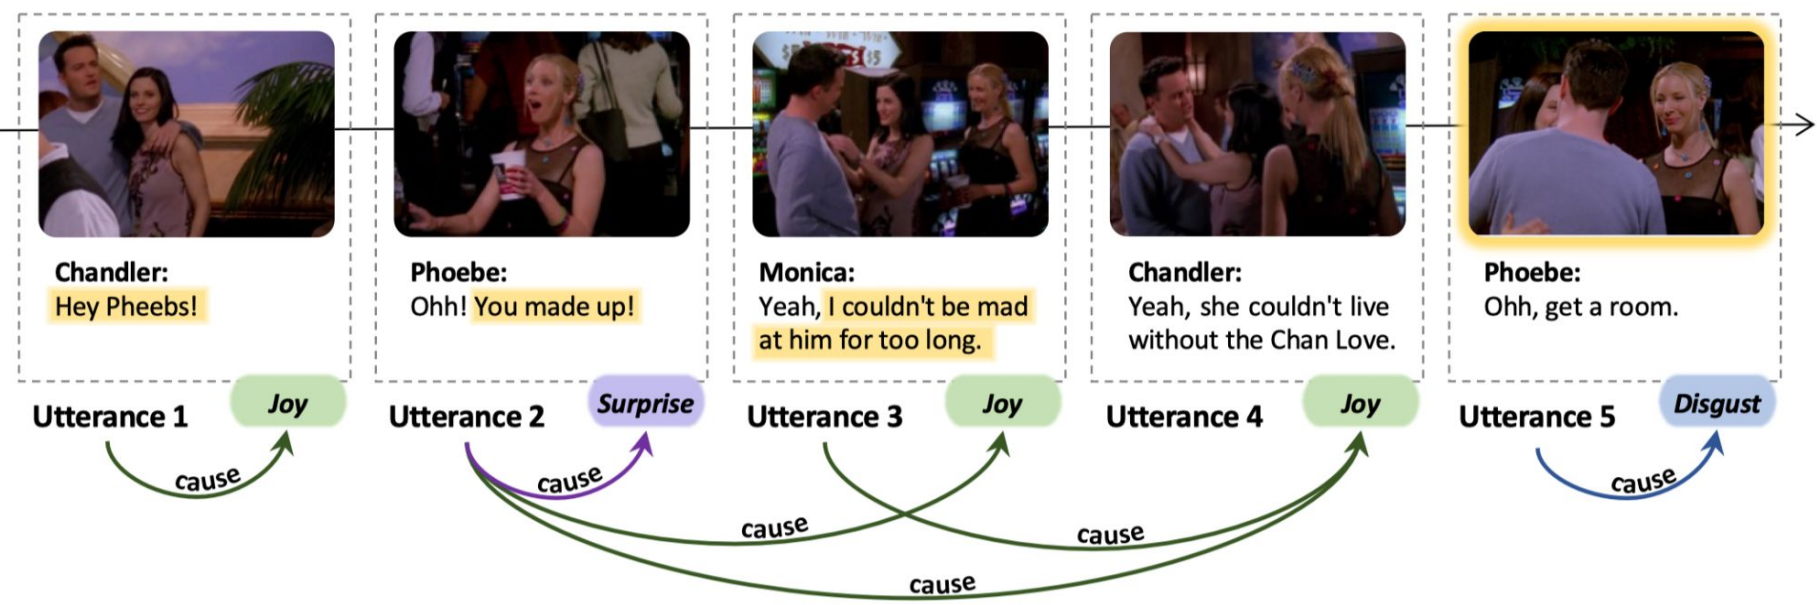 Chandler:
Hey Pheebs!
Phoebe:
Ohh! You made up!
Monica:
Yeah, I couldn't be mad
at him for too long.
Chandler:
Yeah, she couldn't live
without the Chan Love.
Phoebe:
Ohh, get a room.
Utterance 1
Joy
Utterance 2
Surprise
Utterance 3
Joy
Utterance 4
Joy
Utterance 5
Disgust
cause
cause
cause
cause
cause
cause